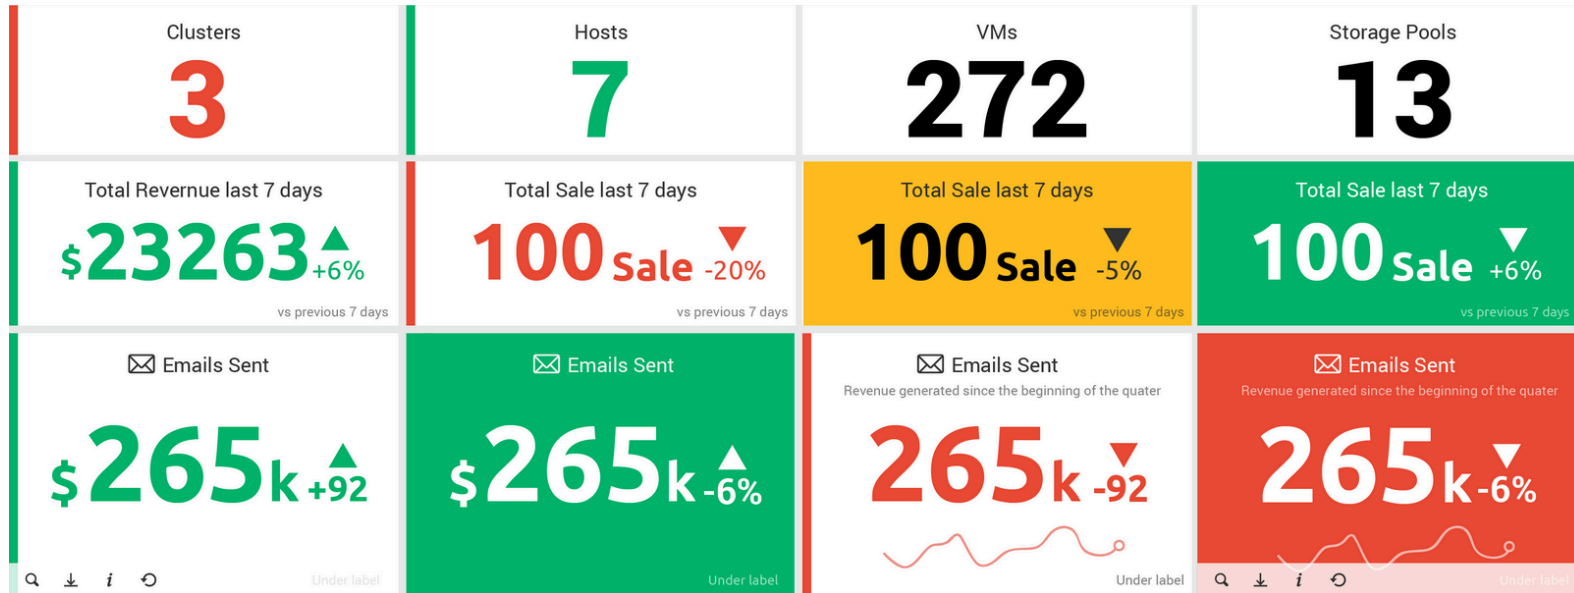 Clusters
3
Hosts
7
VMs
272
Storage Pools
13
Total Revernue last 7 days
$23263 +6%
vs previous 7 days
Total Sale last 7 days
100 Sale -20%
vs previous 7 days
Total Sale last 7 days
100 Sale -5%
vs previous 7 days
Total Sale last 7 days
100 Sale +6%
vs previous 7 days
Emails Sent
$265k +92
Under label
Emails Sent
$265k -6%
Under label
Emails Sent
Revenue generated since the beginning of the quater
265k -92
Under label
Emails Sent
Revenue generated since the beginning of the quater
265k -6%
Under label